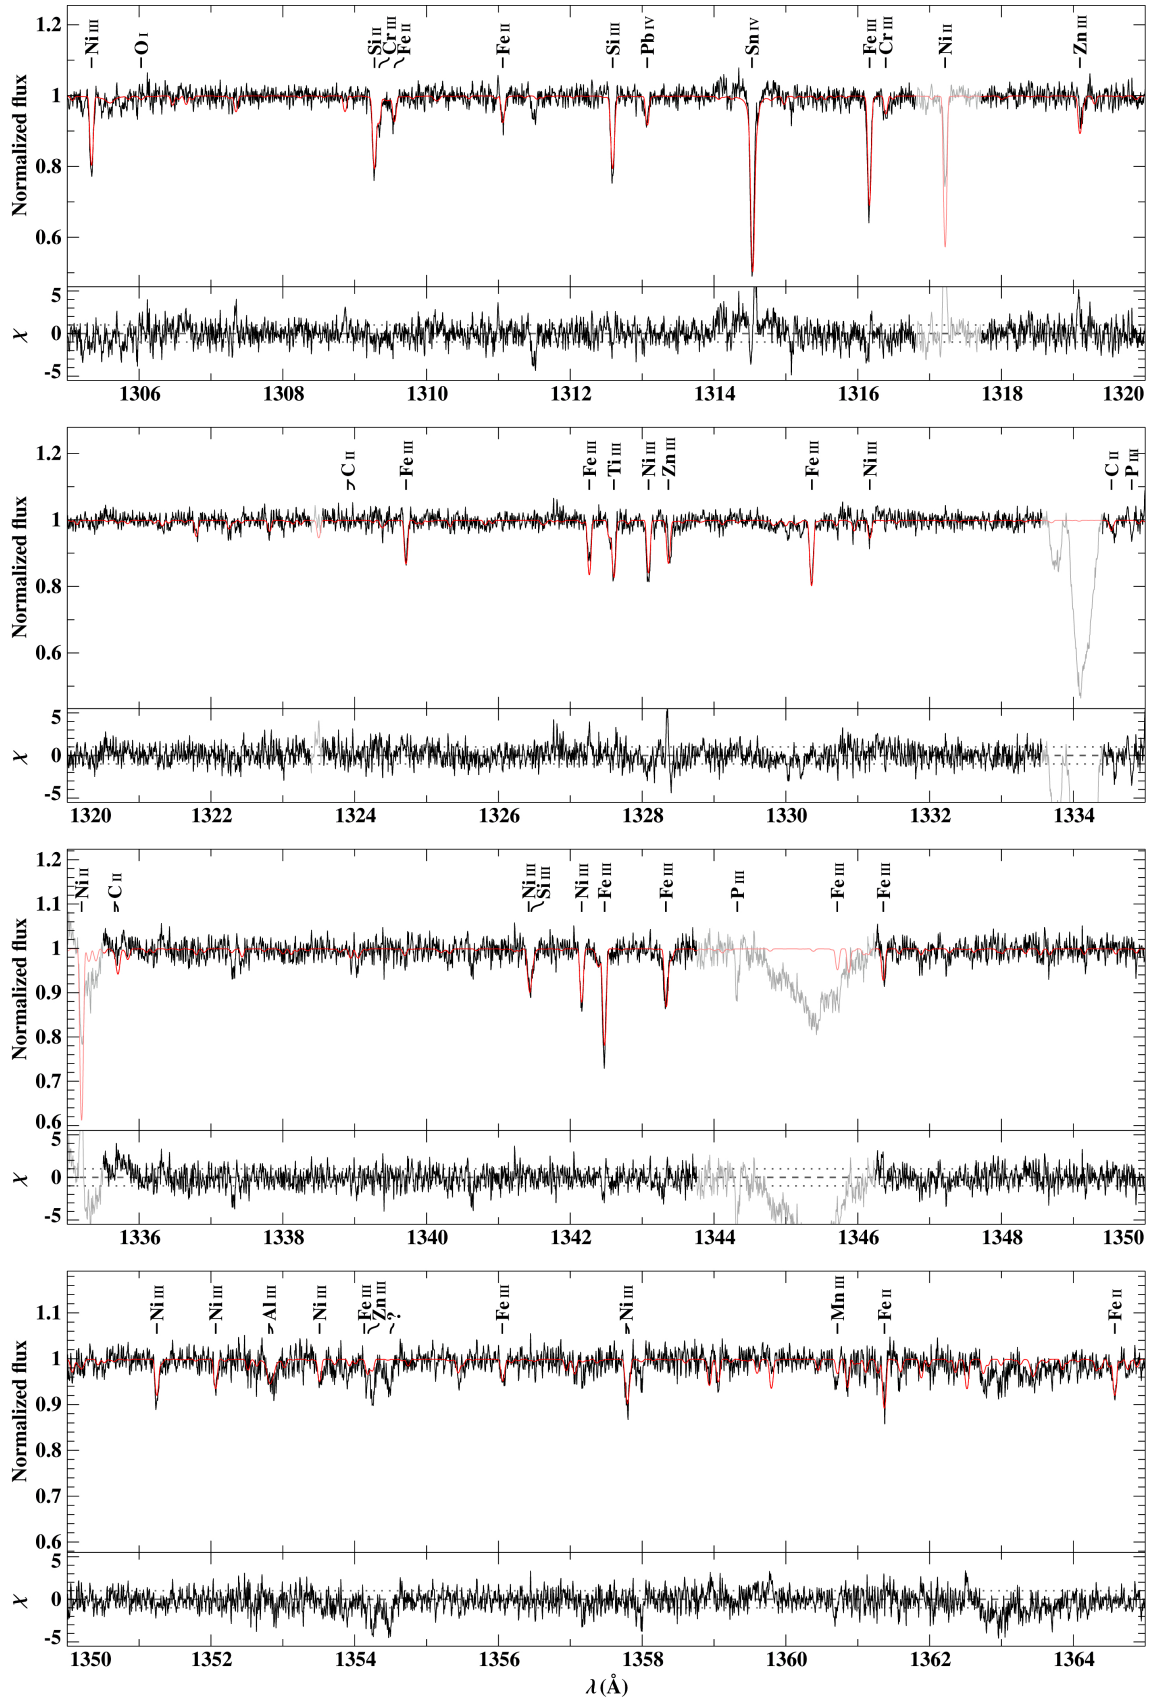 Ni III O I Si II Cr III Fe II Fe II Si III Pb IV Sn IV Fe III Cr III Ni II Zn III
1.2
1
0.8
0.6
Normalized flux
5
0
-5
χ
1306 1308 1310 1312 1314 1316 1318 1320
C II Fe III Fe III Ti III Ni III Zn III Fe III Ni III C II P III
1.2
1
0.8
0.6
Normalized flux
5
0
-5
χ
1320 1322 1324 1326 1328 1330 1332 1334
Ni II C II Ni III Si III Ni III Fe III Fe III P III Fe III Fe III
1.2
1.1
1
0.9
0.8
0.7
0.6
Normalized flux
5
0
-5
χ
1336 1338 1340 1342 1344 1346 1348 1350
Ni III Ni III Al III Ni III Fe III Zn III ? Fe III Ni III Mn III Fe II Fe II
1.1
1
0.9
0.8
0.7
0.6
Normalized flux
5
0
-5
χ
1350 1352 1354 1356 1358 1360 1362 1364
λ (Å)